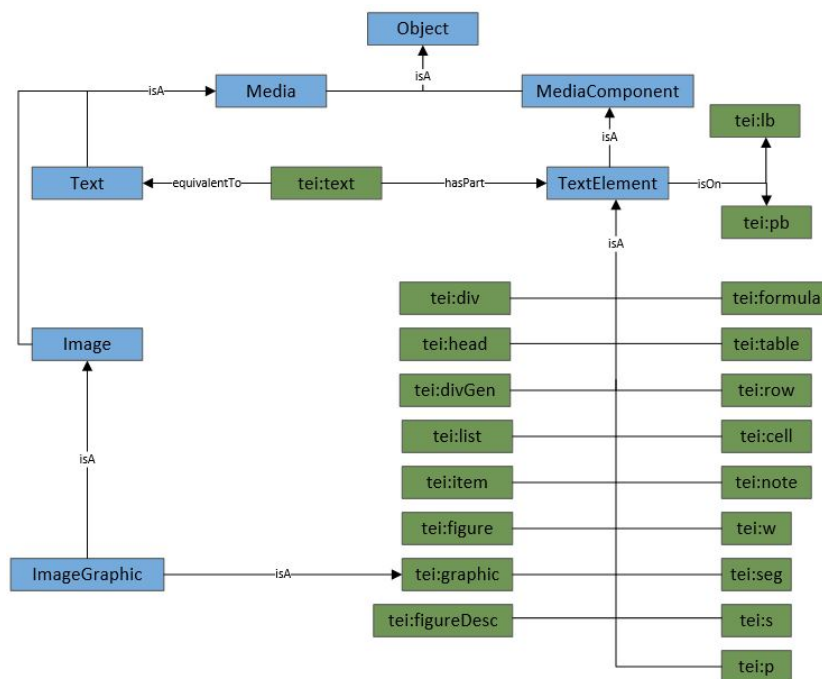 Object
isA
isA
Media
MediaComponent
isA
tei:lb
Text
equivalentTo
tei:text
hasPart
TextElement
isOn
tei:pb
isA
tei:div
tei:formula
Image
tei:head
tei:table
tei:divGen
tei:row
tei:list
tei:cell
isA
tei:item
tei:note
tei:figure
tei:w
ImageGraphic
isA
tei:graphic
tei:seg
tei:figureDesc
tei:s
tei:p